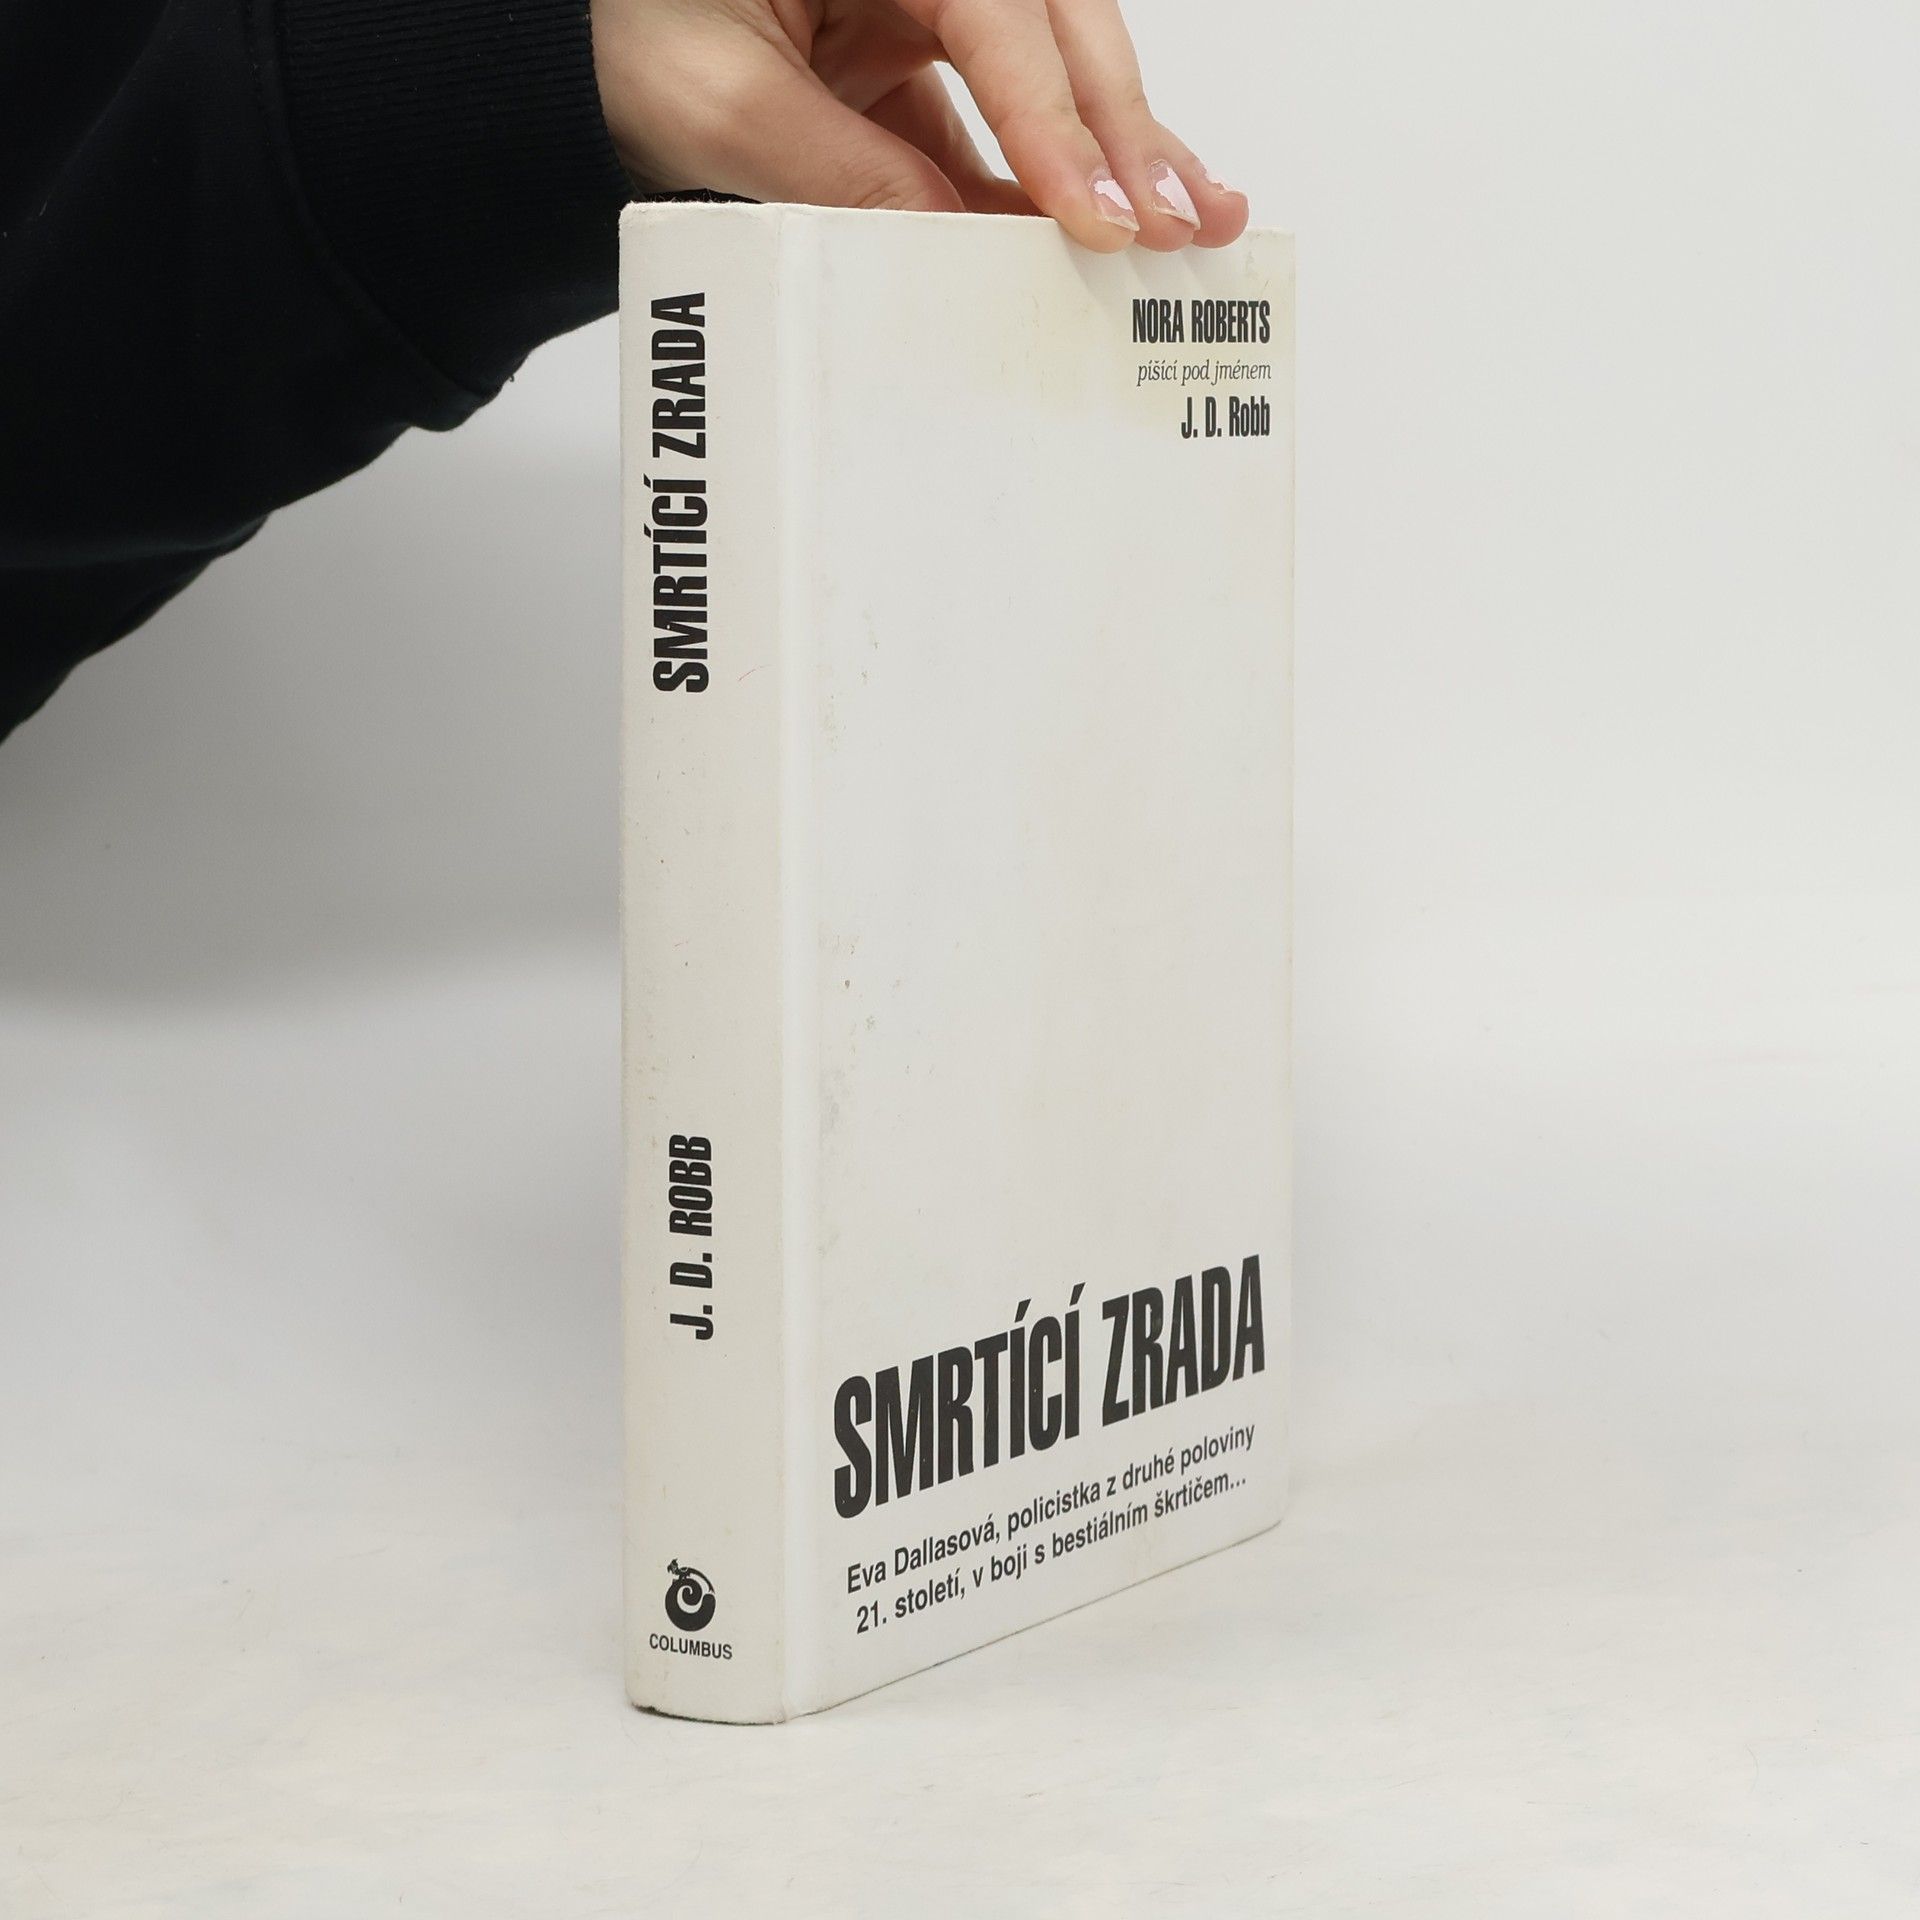 SMRTÍCÍ ZRADA
J. D. ROBB
COLUMBUS
NORA ROBERTS
píšící pod jménem
J. D. Robb
SMRTÍCÍ ZRADA
Eva Dallasová, policistka z druhé poloviny
21. století, v boji s bestiálním škrtičem...